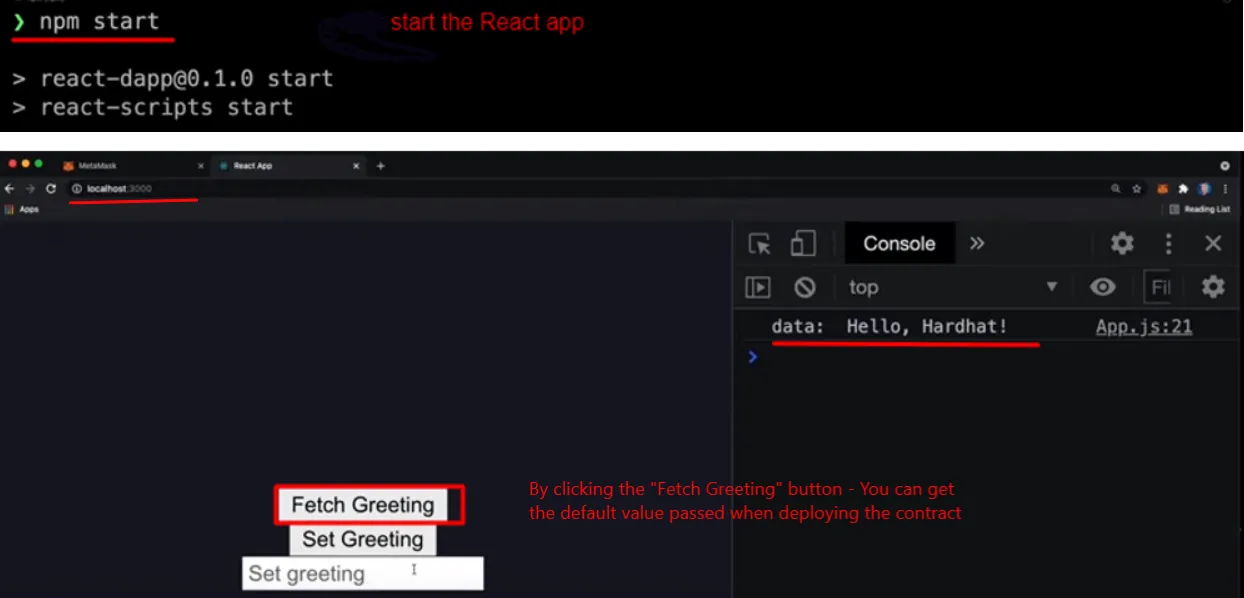 ❯ npm start
start the React app
> react-dapp@0.1.0 start
> react-scripts start
MetaMask
React App
localhost:3000
Apps
Reading List
Console
top
Fil
data: Hello, Hardhat!
App.js:21
Fetch Greeting
By clicking the "Fetch Greeting" button - You can get
the default value passed when deploying the contract
Set Greeting
Set greeting